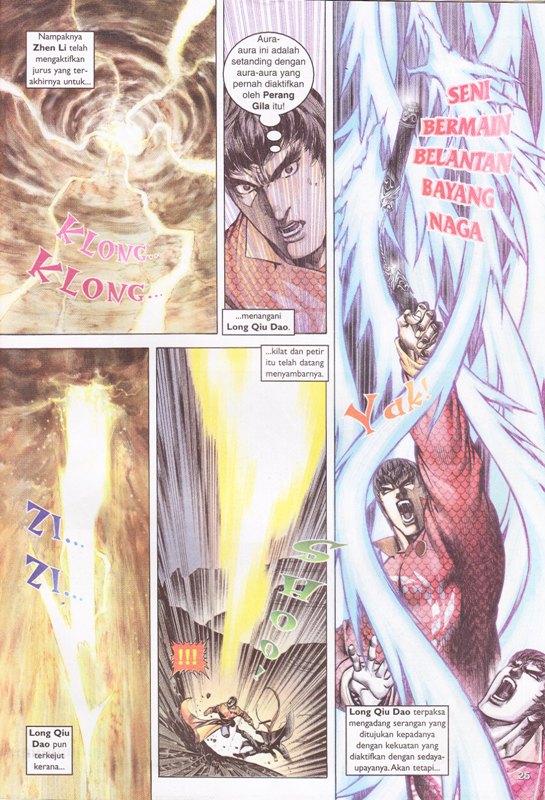 Nampaknya
Zhen Li telah
mengaktifkan
jurus yang ter-
akhirnya untuk...
KLONG...
KLONG...
Aura-
aura ini adalah
setanding dengan
aura-aura yang
pernah diaktifkan
oleh Perang
Gila itu!
...menangani
Long Qiu Dao.
SENI
BERMAIN
BELANTAN
BAYANG
NAGA
Yak!
ZI...
ZI...
Long Qiu
Dao pun
terkejut
kerana...
...kilat dan petir
itu telah datang
menyambarnya.
SHOO!
!!!
Long Qiu Dao terpaksa
mengadang serangan yang
ditujukan kepadanya
dengan kekuatan yang
diaktifkan dengan sedaya-
upayanya. Akan tetapi...
25